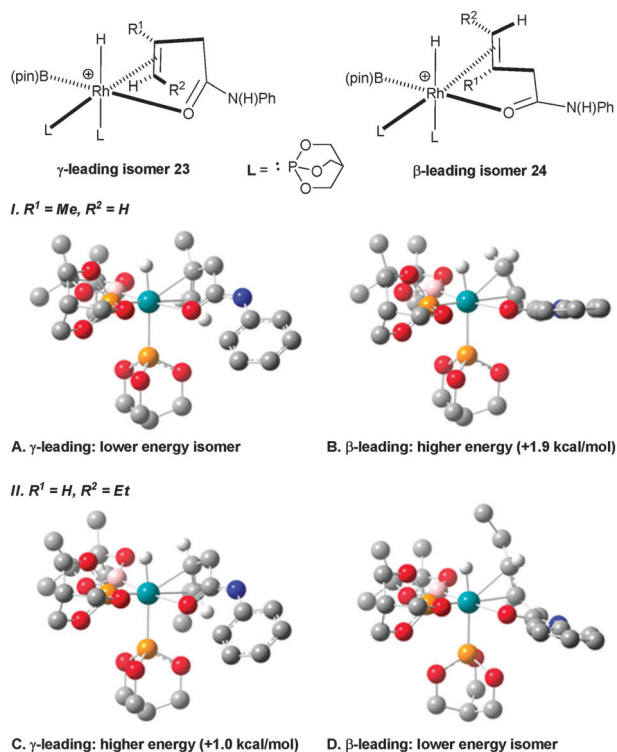 H
R¹
(pin)B
⊕
Rh
H
R²
O
N(H)Ph
L
L
γ-leading isomer 23
L = :P
O
O
O
R²
H
H
(pin)B
⊕
Rh
R¹
O
N(H)Ph
L
L
β-leading isomer 24
I. R¹ = Me, R² = H
A. γ-leading: lower energy isomer
B. β-leading: higher energy (+1.9 kcal/mol)
II. R¹ = H, R² = Et
C. γ-leading: higher energy (+1.0 kcal/mol)
D. β-leading: lower energy isomer